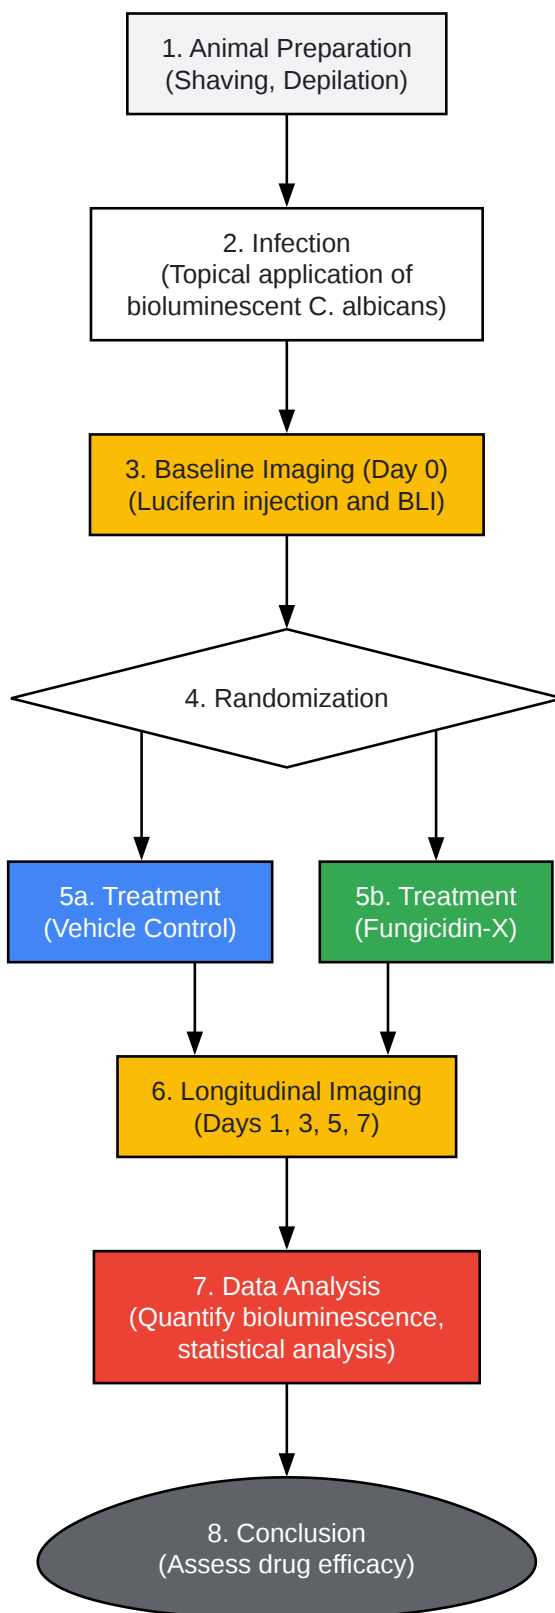 1. Animal Preparation
(Shaving, Depilation)
2. Infection
(Topical application of
bioluminescent C. albicans)
3. Baseline Imaging (Day 0)
(Luciferin injection and BLI)
4. Randomization
5a. Treatment
(Vehicle Control)
5b. Treatment
(Fungicidin-X)
6. Longitudinal Imaging
(Days 1, 3, 5, 7)
7. Data Analysis
(Quantify bioluminescence,
statistical analysis)
8. Conclusion
(Assess drug efficacy)